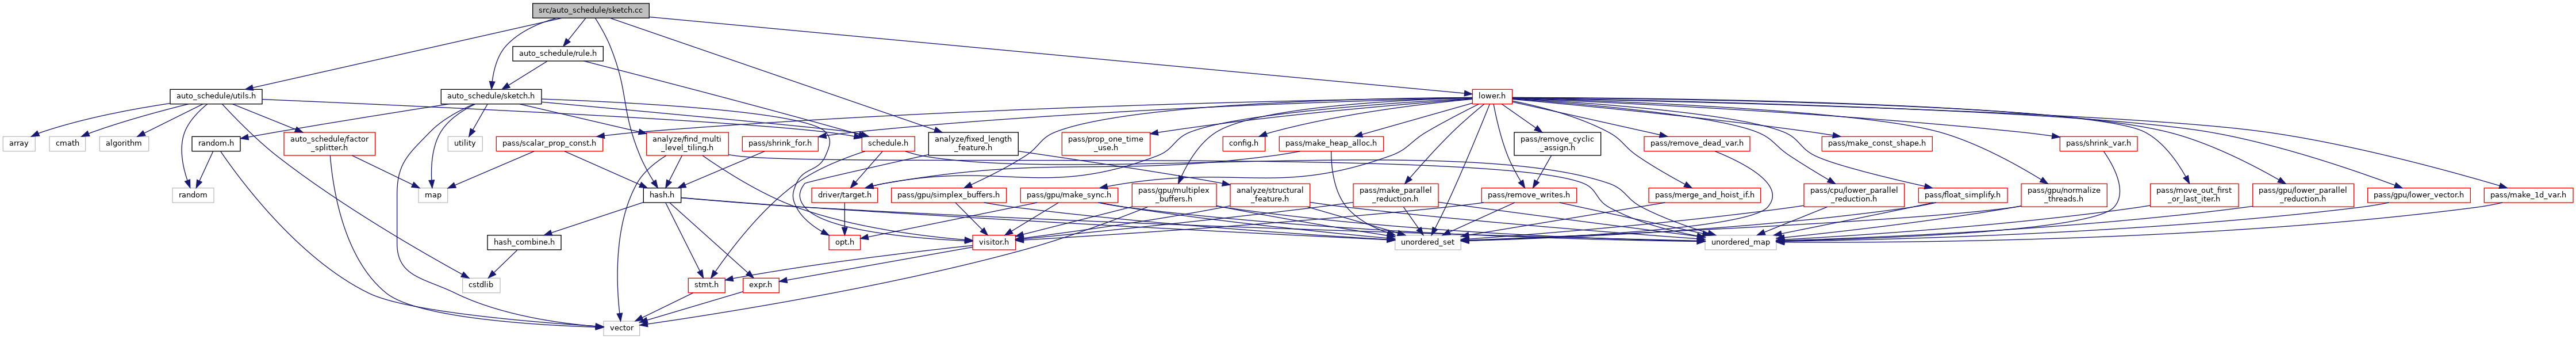 src/auto_schedule/sketch.cc
auto_schedule/rule.h
auto_schedule/utils.h
auto_schedule/sketch.h
lower.h
array
cmath
algorithm
random.h
auto_schedule/factor
_splitter.h
utility
pass/scalar_prop_const.h
analyze/find_multi
_level_tiling.h
pass/shrink_for.h
schedule.h
analyze/fixed_length
_feature.h
pass/prop_one_time
_use.h
config.h
pass/make_heap_alloc.h
pass/remove_cyclic
_assign.h
pass/remove_dead_var.h
pass/make_const_shape.h
pass/shrink_var.h
random
map
hash.h
driver/target.h
pass/gpu/simplex_buffers.h
pass/gpu/make_sync.h
pass/gpu/multiplex
_buffers.h
analyze/structural
_feature.h
pass/make_parallel
_reduction.h
pass/remove_writes.h
pass/merge_and_hoist_if.h
pass/cpu/lower_parallel
_reduction.h
pass/float_simplify.h
pass/gpu/normalize
_threads.h
pass/move_out_first
_or_last_iter.h
pass/gpu/lower_parallel
_reduction.h
pass/gpu/lower_vector.h
pass/make_1d_var.h
hash_combine.h
opt.h
visitor.h
unordered_set
unordered_map
cstdlib
stmt.h
expr.h
vector